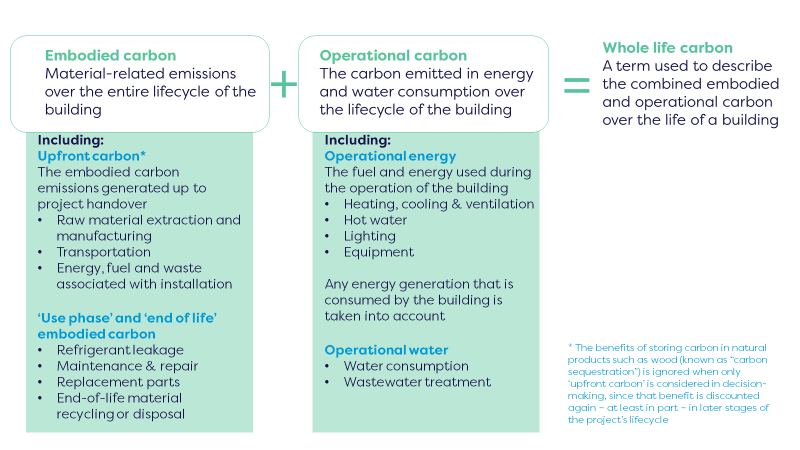 Embodied carbon
Material-related emissions
over the entire lifecycle of the
building
+
Operational carbon
The carbon emitted in energy
and water consumption over
the lifecycle of the building
=
Whole life carbon
A term used to describe
the combined embodied
and operational carbon
over the life of a building
Including:
Upfront carbon*
The embodied carbon
emissions generated up to
project handover
• Raw material extraction and
manufacturing
• Transportation
• Energy, fuel and waste
associated with installation
‘Use phase’ and ‘end of life’
embodied carbon
• Refrigerant leakage
• Maintenance & repair
• Replacement parts
• End-of-life material
recycling or disposal
Including:
Operational energy
The fuel and energy used during
the operation of the building
• Heating, cooling & ventilation
• Hot water
• Lighting
• Equipment
Any energy generation that is
consumed by the building is
taken into account
Operational water
• Water consumption
• Wastewater treatment
* The benefits of storing carbon in natural
products such as wood (known as “carbon
sequestration”) is ignored when only
‘upfront carbon’ is considered in decision-
making, since that benefit is discounted
again – at least in part – in later stages of
the project’s lifecycle